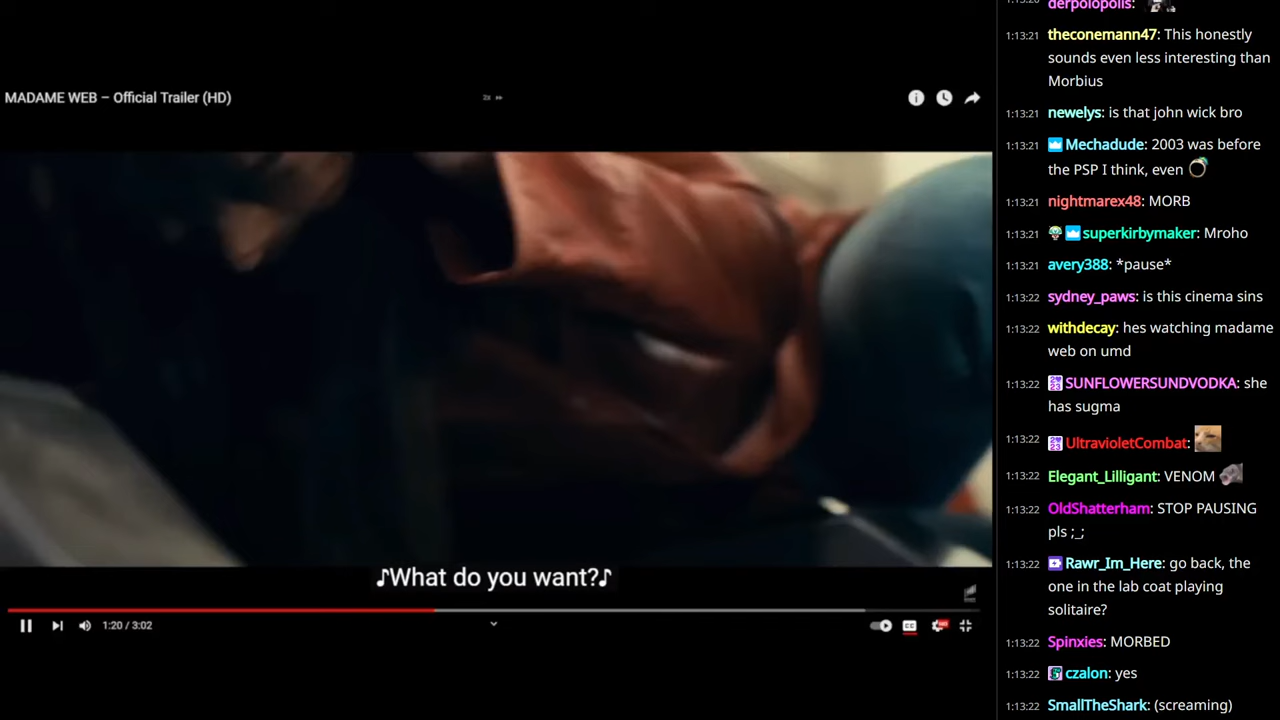 MADAME WEB – Official Trailer (HD)
2x
♪What do you want?♪
1:20 / 3:02
CC
derpolopolis:
1:13:21 theconemann47: This honestly
sounds even less interesting than
Morbius
1:13:21 newelys: is that john wick bro
1:13:21 Mechadude: 2003 was before
the PSP I think, even
1:13:21 nightmarex48: MORB
1:13:21 superkirbymaker: Mroho
1:13:21 avery388: *pause*
1:13:22 sydney_paws: is this cinema sins
1:13:22 withdecay: hes watching madame
web on umd
1:13:22 SUNFLOWERSUNDVODKA: she
has sugma
1:13:22 UltravioletCombat:
1:13:22 Elegant_Lilligant: VENOM
1:13:22 OldShatterham: STOP PAUSING
pls ;_;
1:13:22 Rawr_Im_Here: go back, the
one in the lab coat playing
solitaire?
1:13:22 Spinxies: MORBED
1:13:22 czalon: yes
1:13:22 SmallTheShark: (screaming)